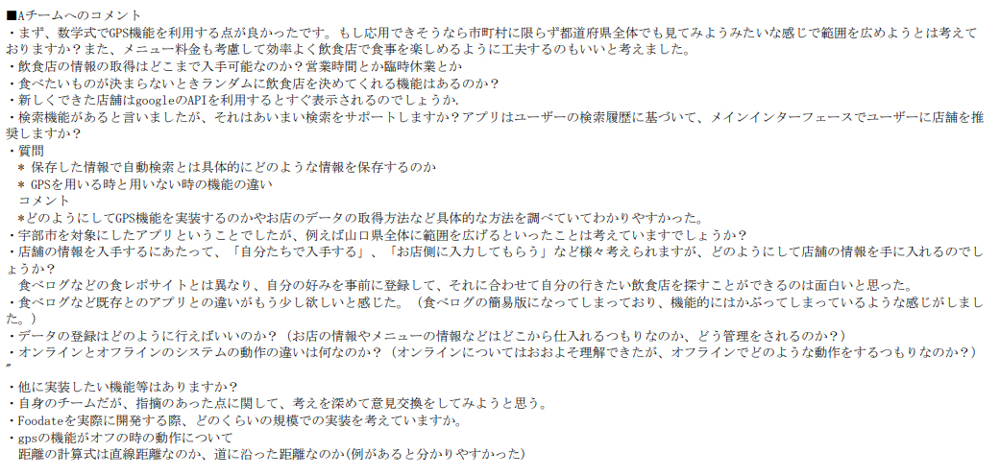 ■Aチームへのコメント
・まず、数学式でGPS機能を利用する点が良かったです。もし応用できそうなら市町村に限らず都道府県全体でも見てみようみたいな感じで範囲を広めようとは考えて
おりますか？また、メニュー料金も考慮して効率よく飲食店で食事を楽しめるように工夫するのもいいと考えました。
・飲食店の情報の取得はどこまで入手可能なのか？営業時間とか臨時休業とか
・食べたいものが決まらないときランダムに飲食店を決めてくれる機能はあるのか？
・新しくできた店舗はgoogleのAPIを利用するとすぐ表示されるのでしょうか.
・検索機能があると言いましたが、それはあいまい検索をサポートしますか？アプリはユーザーの検索履歴に基づいて、メインインターフェースでユーザーに店舗を推
奨しますか？
・質問
* 保存した情報で自動検索とは具体的にどのような情報を保存するのか
* GPSを用いる時と用いない時の機能の違い
コメント
*どのようにしてGPS機能を実装するのかやお店のデータの取得方法など具体的な方法を調べていてわかりやすかった。
・宇部市を対象にしたアプリということでしたが、例えば山口県全体に範囲を広げるといったことは考えていますでしょうか？
・店舗の情報を入手するにあたって、「自分たちで入手する」、「お店側に入力してもらう」など様々考えられますが、どのようにして店舗の情報を手に入れるのでし
ょうか？
食べログなどの食レポサイトとは異なり、自分の好みを事前に登録して、それに合わせて自分の行きたい飲食店を探すことができるのは面白いと思った。
・食べログなど既存とのアプリとの違いがもう少し欲しいと感じた。（食べログの簡易版になってしまっており、機能的にはかぶってしまっているような感じがしまし
た。）
・データの登録はどのように行えばいいのか？（お店の情報やメニューの情報などはどこから仕入れるつもりなのか、どう管理をされるのか？）
・オンラインとオフラインのシステムの動作の違いは何なのか？（オンラインについてはおおよそ理解できたが、オフラインでどのような動作をするつもりなのか？）
"
・他に実装したい機能等はありますか？
・自身のチームだが、指摘のあった点に関して、考えを深めて意見交換をしてみようと思う。
・Foodateを実際に開発する際、どのくらいの規模での実装を考えていますか。
・gpsの機能がオフの時の動作について
距離の計算式は直線距離なのか、道に沿った距離なのか(例があると分かりやすかった)